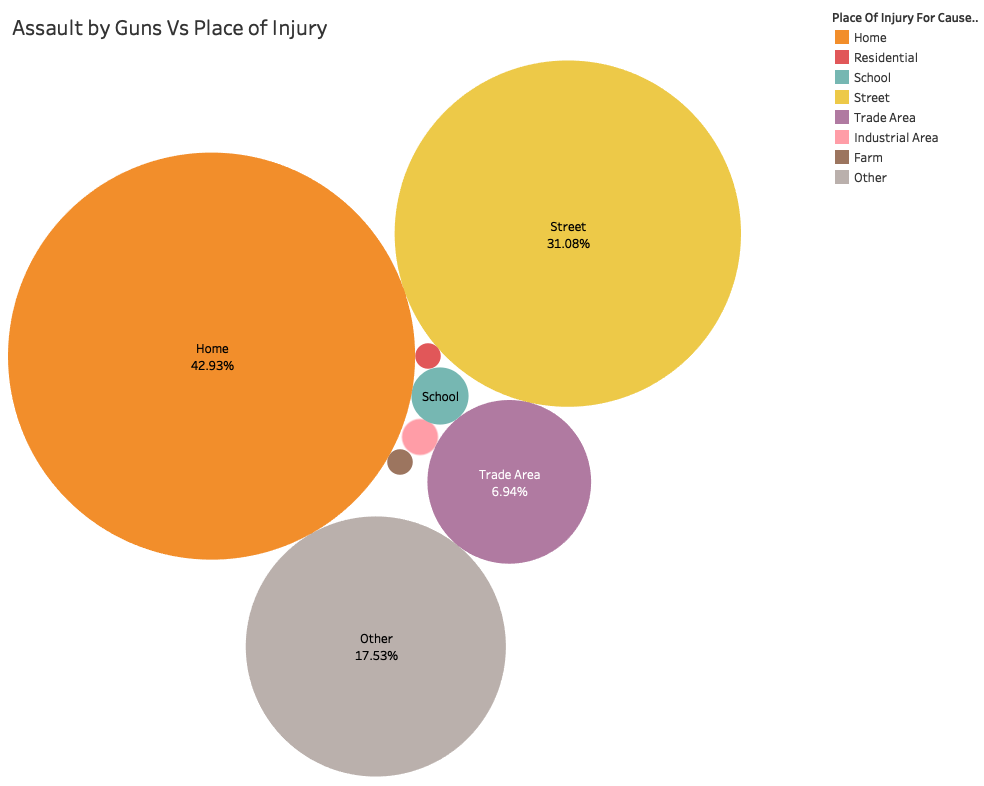 Assault by Guns Vs Place of Injury
Place Of Injury For Cause..
Home
Residential
School
Street
Trade Area
Industrial Area
Farm
Other
Street
31.08%
Home
42.93%
School
Trade Area
6.94%
Other
17.53%